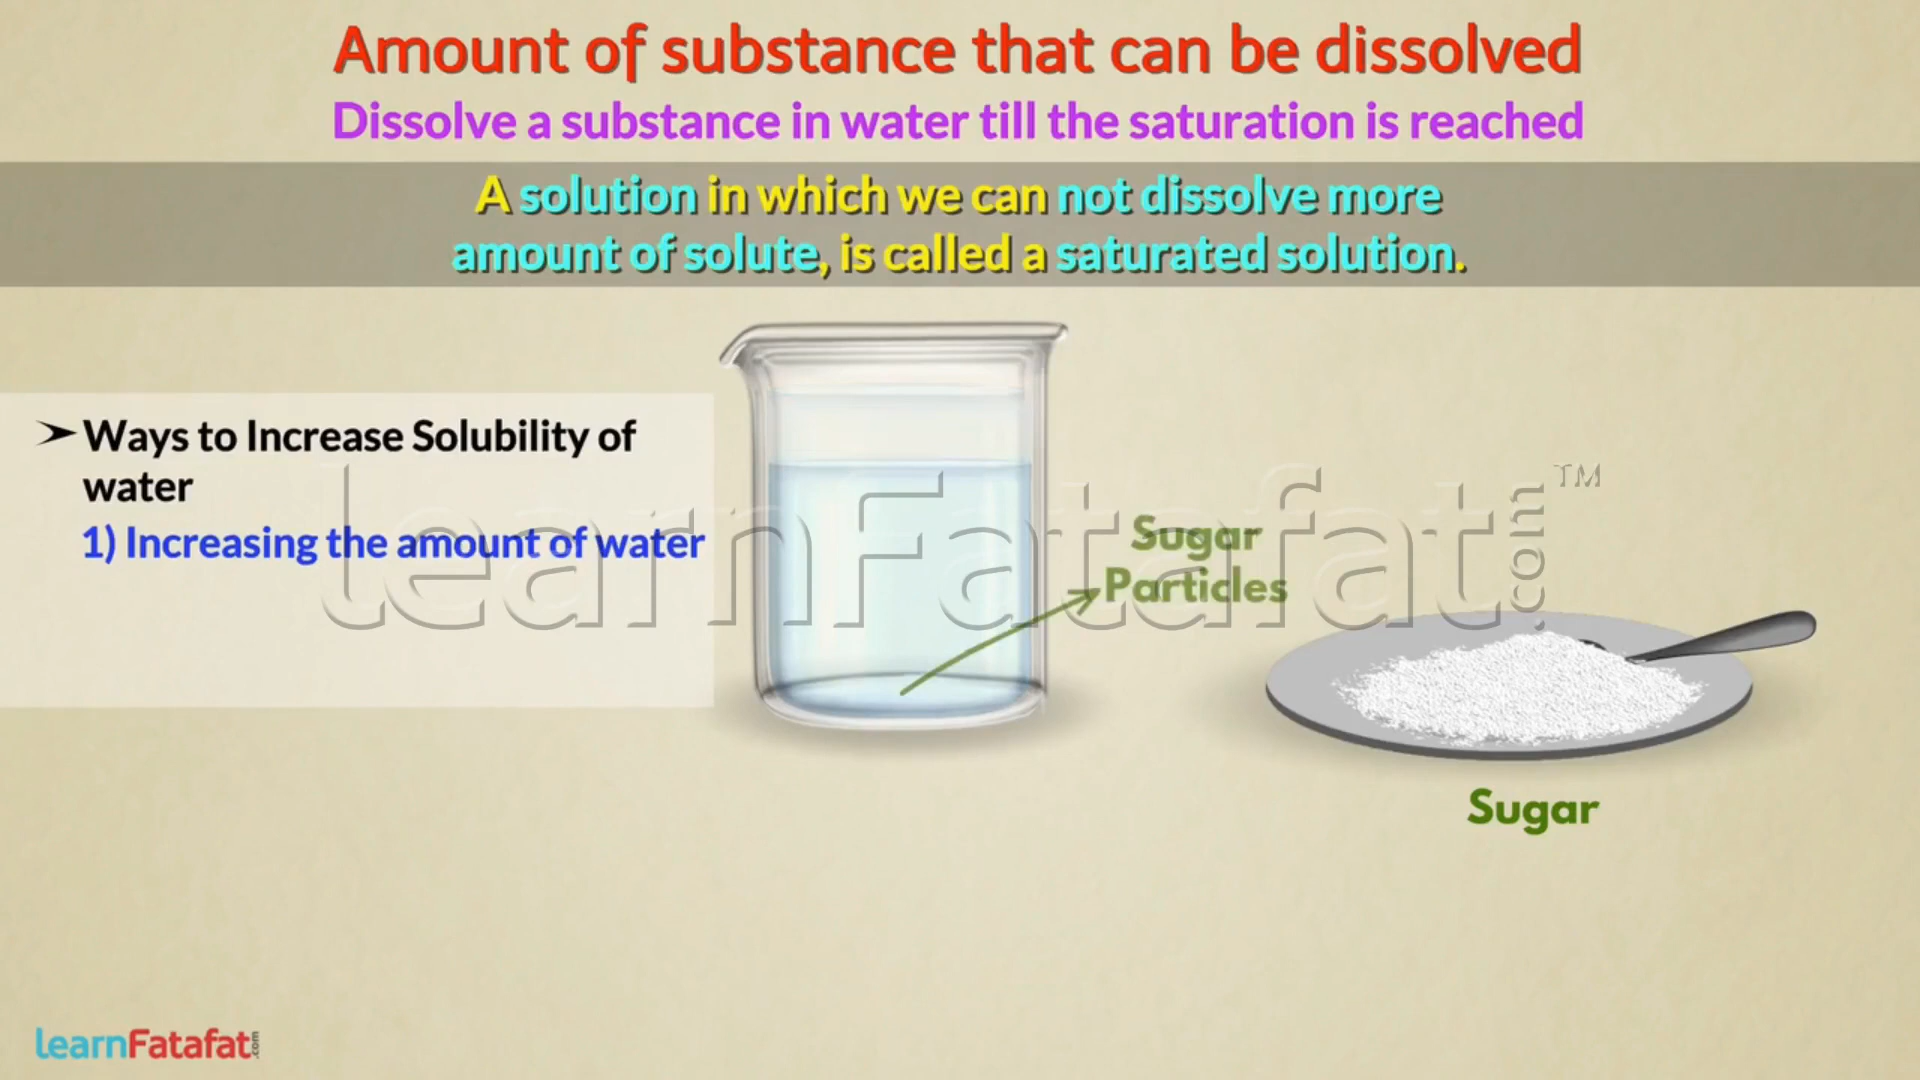 Amount of substance that can be dissolved
Dissolve a substance in water till the saturation is reached
A solution in which we can not dissolve more
amount of solute, is called a saturated solution.
➢ Ways to Increase Solubility of
water
1) Increasing the amount of water
learnFatafat.com™
Sugar
Particles
Sugar
learnFatafat.com